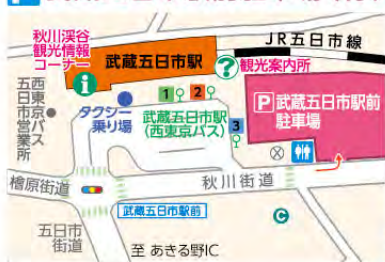 秋川渓谷
観光情報
コーナー
武蔵五日市駅
JR五日市線
i
?観光案内所
1
2
3
タクシー
乗り場
武蔵五日市駅
(西東京バス)
P 武蔵五日市駅前
駐車場
西東京バス
五日市営業所
檜原街道
秋川街道
武蔵五日市駅前
五日市
街道
至 あきる野IC
C